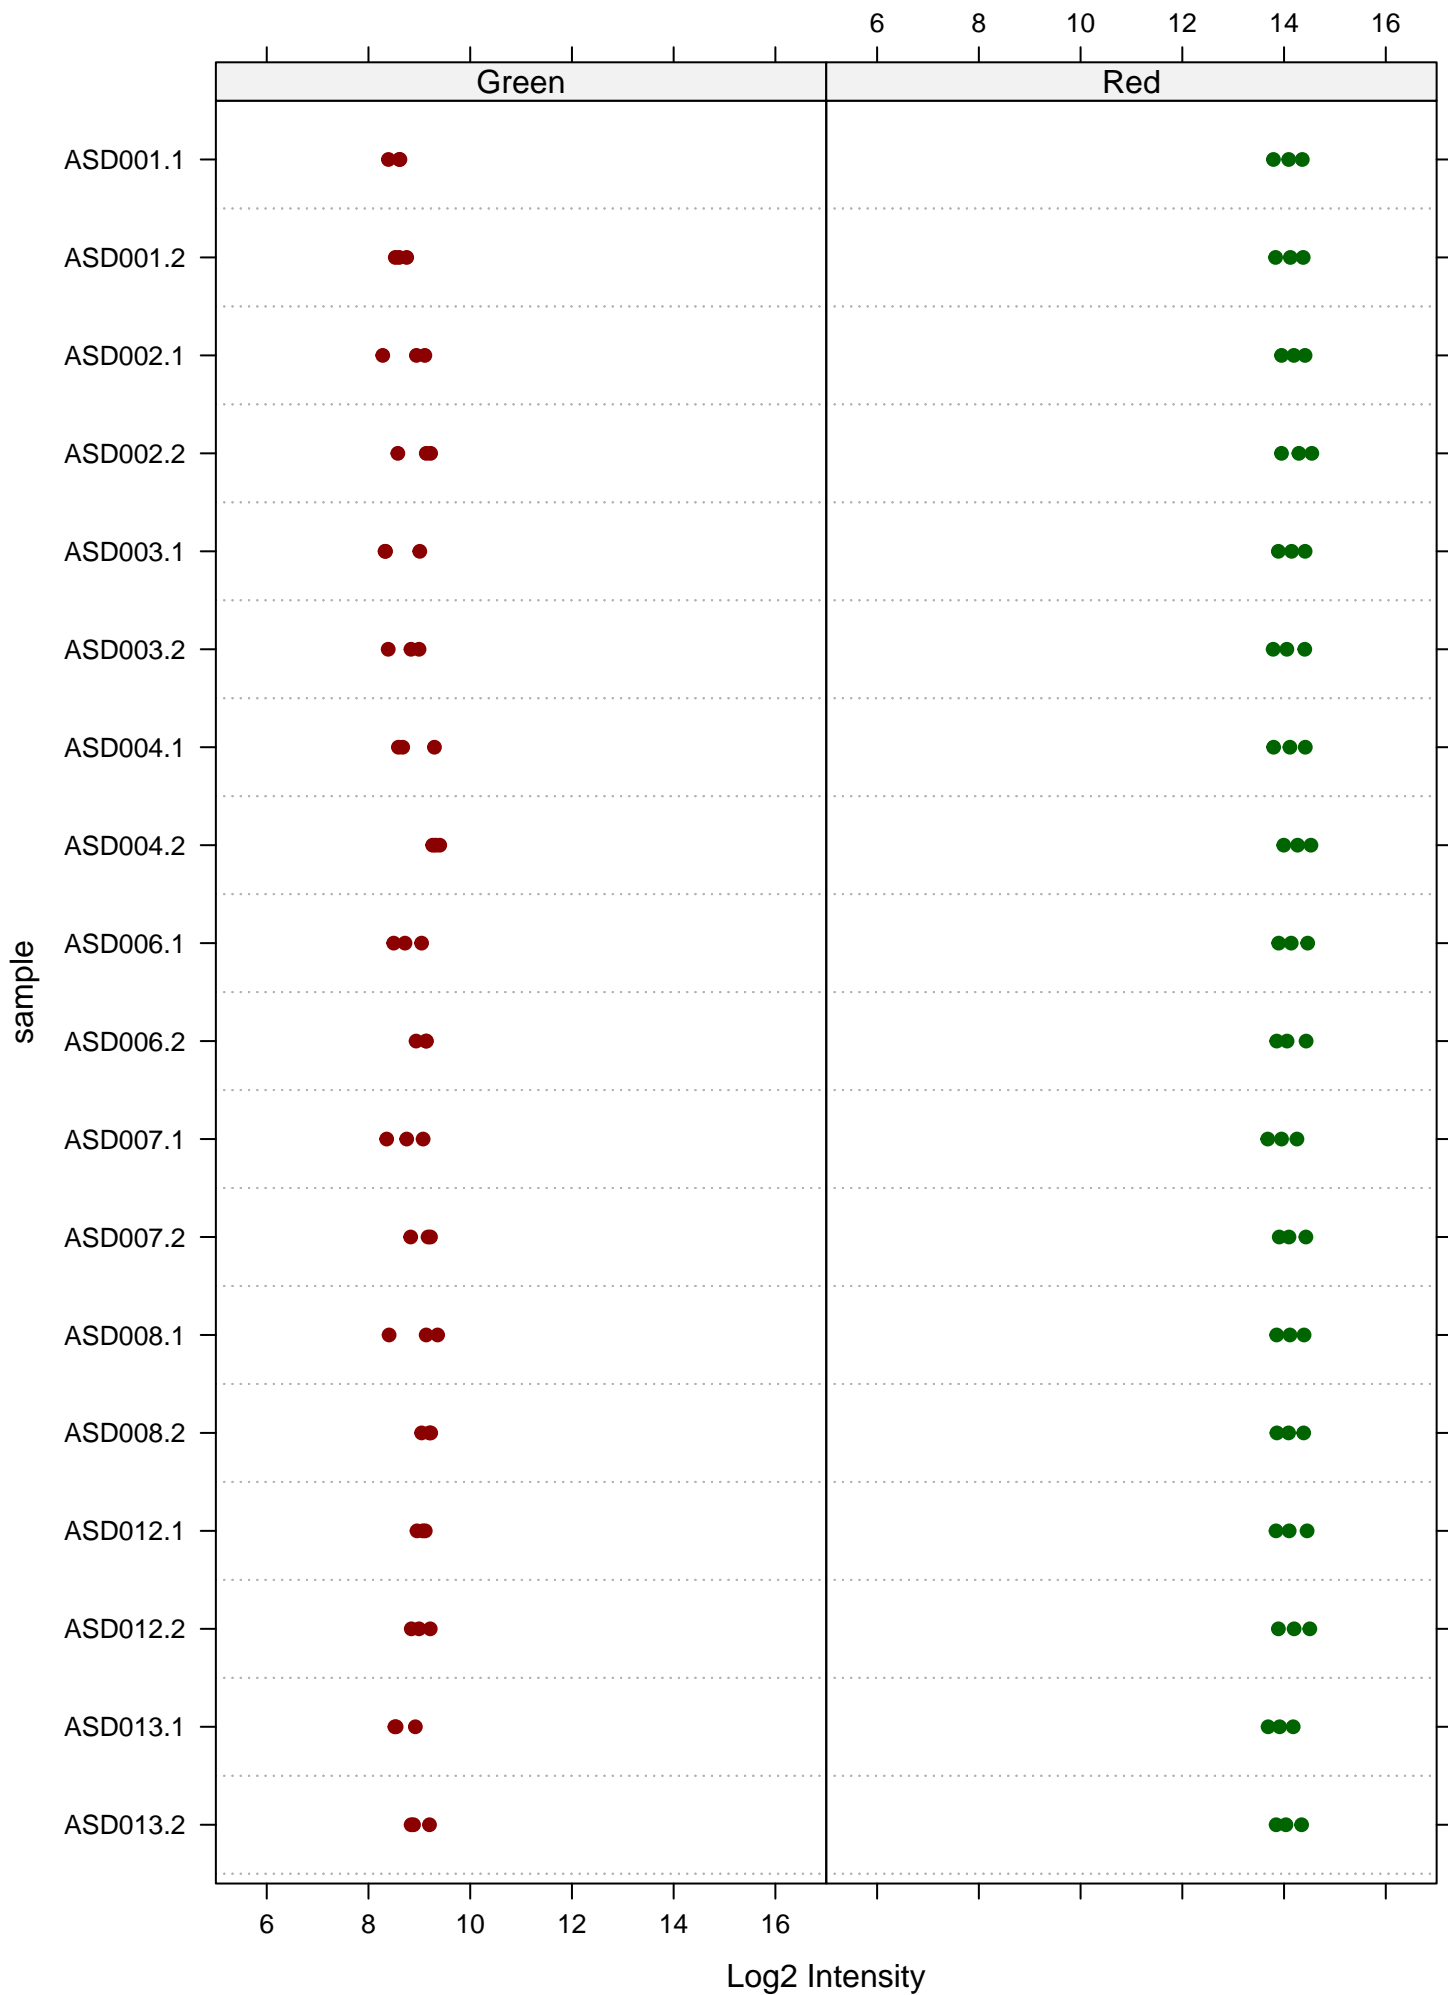 6 8 10 12 14 16
Green Red
ASD001.1
ASD001.2
ASD002.1
ASD002.2
ASD003.1
ASD003.2
ASD004.1
ASD004.2
ASD006.1
ASD006.2
ASD007.1
ASD007.2
ASD008.1
ASD008.2
ASD012.1
ASD012.2
ASD013.1
ASD013.2
sample
6 8 10 12 14 16
Log2 Intensity